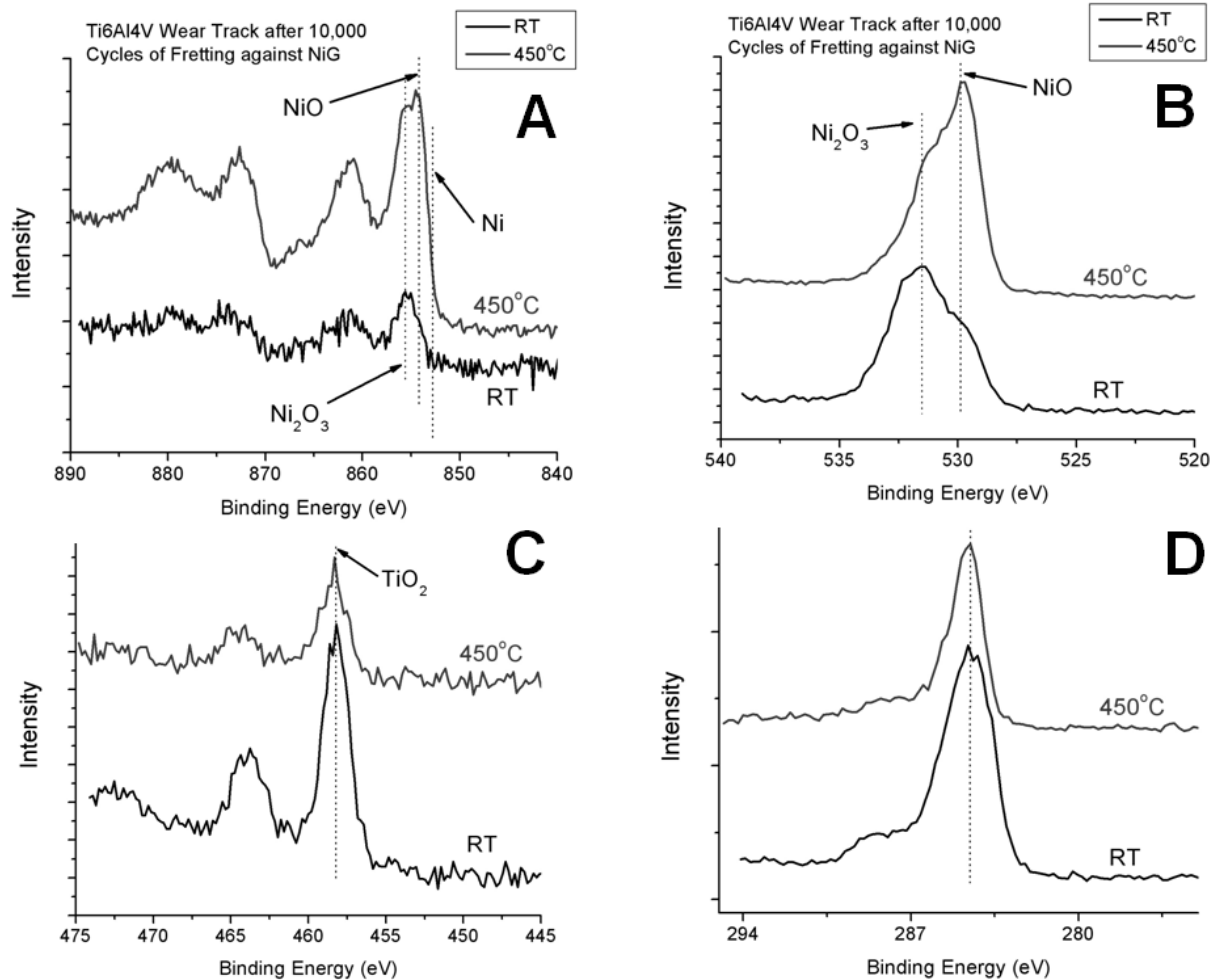 Ti6Al4V Wear Track after 10,000
Cycles of Fretting against NiG
RT
450°C
A
NiO
Ni
Ni₂O₃
450°C
RT
Intensity
890 880 870 860 850 840
Binding Energy (eV)
Ti6Al4V Wear Track after 10,000
Cycles of Fretting against NiG
RT
450°C
B
NiO
Ni₂O₃
450°C
RT
Intensity
540 535 530 525 520
Binding Energy (eV)
C
TiO₂
450°C
RT
Intensity
475 470 465 460 455 450 445
Binding Energy (eV)
D
450°C
RT
Intensity
294 287 280
Binding Energy (eV)